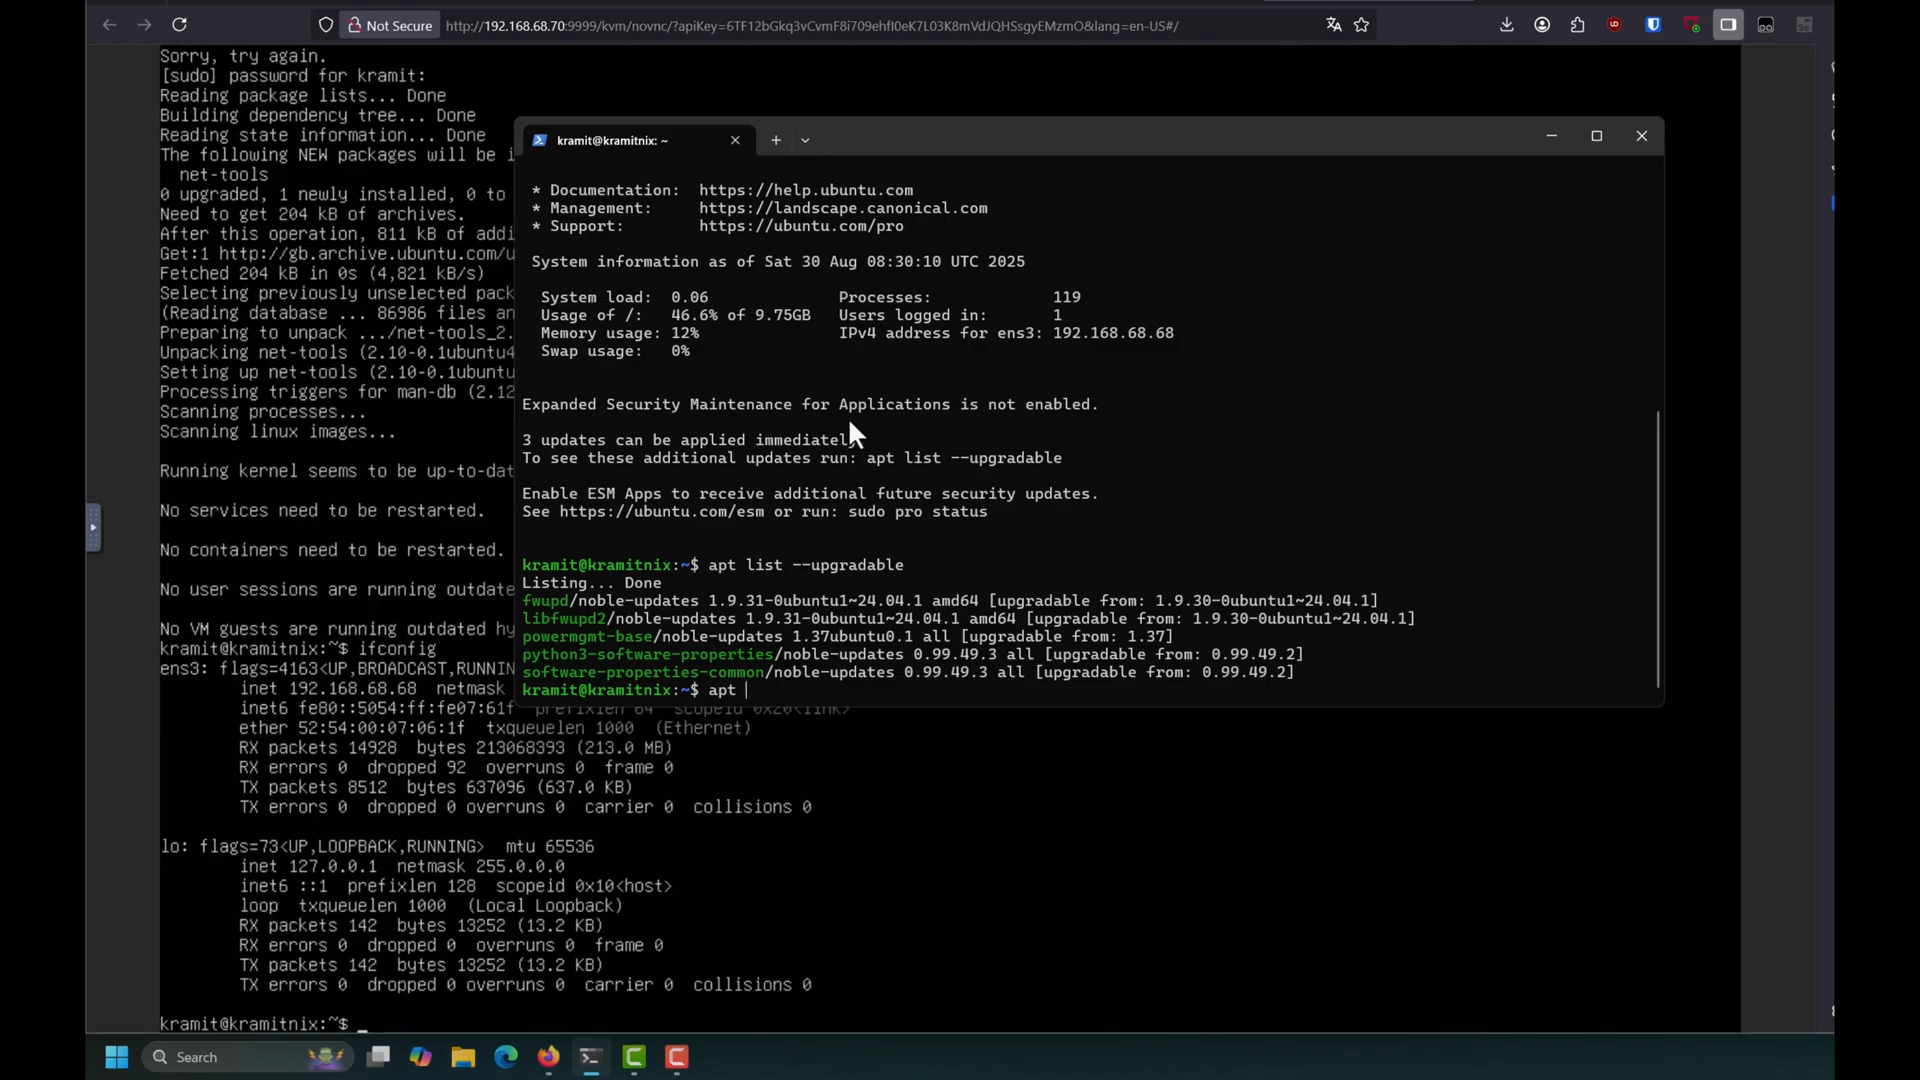 Not Secure
http://192.168.68.70:9999/kvm/novnc/?apiKey=6TF12bGkq3vCvmF8i709ehfI0eK7L03K8mVdJQHSsgyEMzmO&lang=en-US#/
Sorry, try again.
[sudo] password for kramit:
Reading package lists... Done
Building dependency tree... Done
Reading state information... Done
The following NEW packages will be i
net-tools
0 upgraded, 1 newly installed, 0 to
Need to get 204 kB of archives.
After this operation, 811 kB of addi
Get:1 http://gb.archive.ubuntu.com/u
Fetched 204 kB in 0s (4,821 kB/s)
Selecting previously unselected pack
(Reading database ... 86986 files an
Preparing to unpack .../net-tools_2.
Unpacking net-tools (2.10-0.1ubuntu4
Setting up net-tools (2.10-0.1ubuntu
Processing triggers for man-db (2.12
Scanning processes...
Scanning linux images...
Running kernel seems to be up-to-dat
No services need to be restarted.
No containers need to be restarted.
No user sessions are running outdate
No VM guests are running outdated hy
kramit@kramitnix:~$ ifconfig
ens3: flags=4163<UP,BROADCAST,RUNNIN
inet 192.168.68.68 netmask
inet6 fe80::5054:ff:fe07:61f prefixlen 64 scopeid 0x20<link>
ether 52:54:00:07:06:1f txqueuelen 1000 (Ethernet)
RX packets 14928 bytes 213068393 (213.0 MB)
RX errors 0 dropped 92 overruns 0 frame 0
TX packets 8512 bytes 637096 (637.0 KB)
TX errors 0 dropped 0 overruns 0 carrier 0 collisions 0
lo: flags=73<UP,LOOPBACK,RUNNING> mtu 65536
inet 127.0.0.1 netmask 255.0.0.0
inet6 ::1 prefixlen 128 scopeid 0x10<host>
loop txqueuelen 1000 (Local Loopback)
RX packets 142 bytes 13252 (13.2 KB)
RX errors 0 dropped 0 overruns 0 frame 0
TX packets 142 bytes 13252 (13.2 KB)
TX errors 0 dropped 0 overruns 0 carrier 0 collisions 0
kramit@kramitnix:~$ _
kramit@kramitnix: ~
* Documentation: https://help.ubuntu.com
* Management: https://landscape.canonical.com
* Support: https://ubuntu.com/pro
System information as of Sat 30 Aug 08:30:10 UTC 2025
System load: 0.06 Processes: 119
Usage of /: 46.6% of 9.75GB Users logged in: 1
Memory usage: 12% IPv4 address for ens3: 192.168.68.68
Swap usage: 0%
Expanded Security Maintenance for Applications is not enabled.
3 updates can be applied immediately
To see these additional updates run: apt list --upgradable
Enable ESM Apps to receive additional future security updates.
See https://ubuntu.com/esm or run: sudo pro status
kramit@kramitnix:~$ apt list --upgradable
Listing... Done
fwupd/noble-updates 1.9.31-0ubuntu1~24.04.1 amd64 [upgradable from: 1.9.30-0ubuntu1~24.04.1]
libfwupd2/noble-updates 1.9.31-0ubuntu1~24.04.1 amd64 [upgradable from: 1.9.30-0ubuntu1~24.04.1]
powermgmt-base/noble-updates 1.37ubuntu0.1 all [upgradable from: 1.37]
python3-software-properties/noble-updates 0.99.49.3 all [upgradable from: 0.99.49.2]
software-properties-common/noble-updates 0.99.49.3 all [upgradable from: 0.99.49.2]
kramit@kramitnix:~$ apt
Search